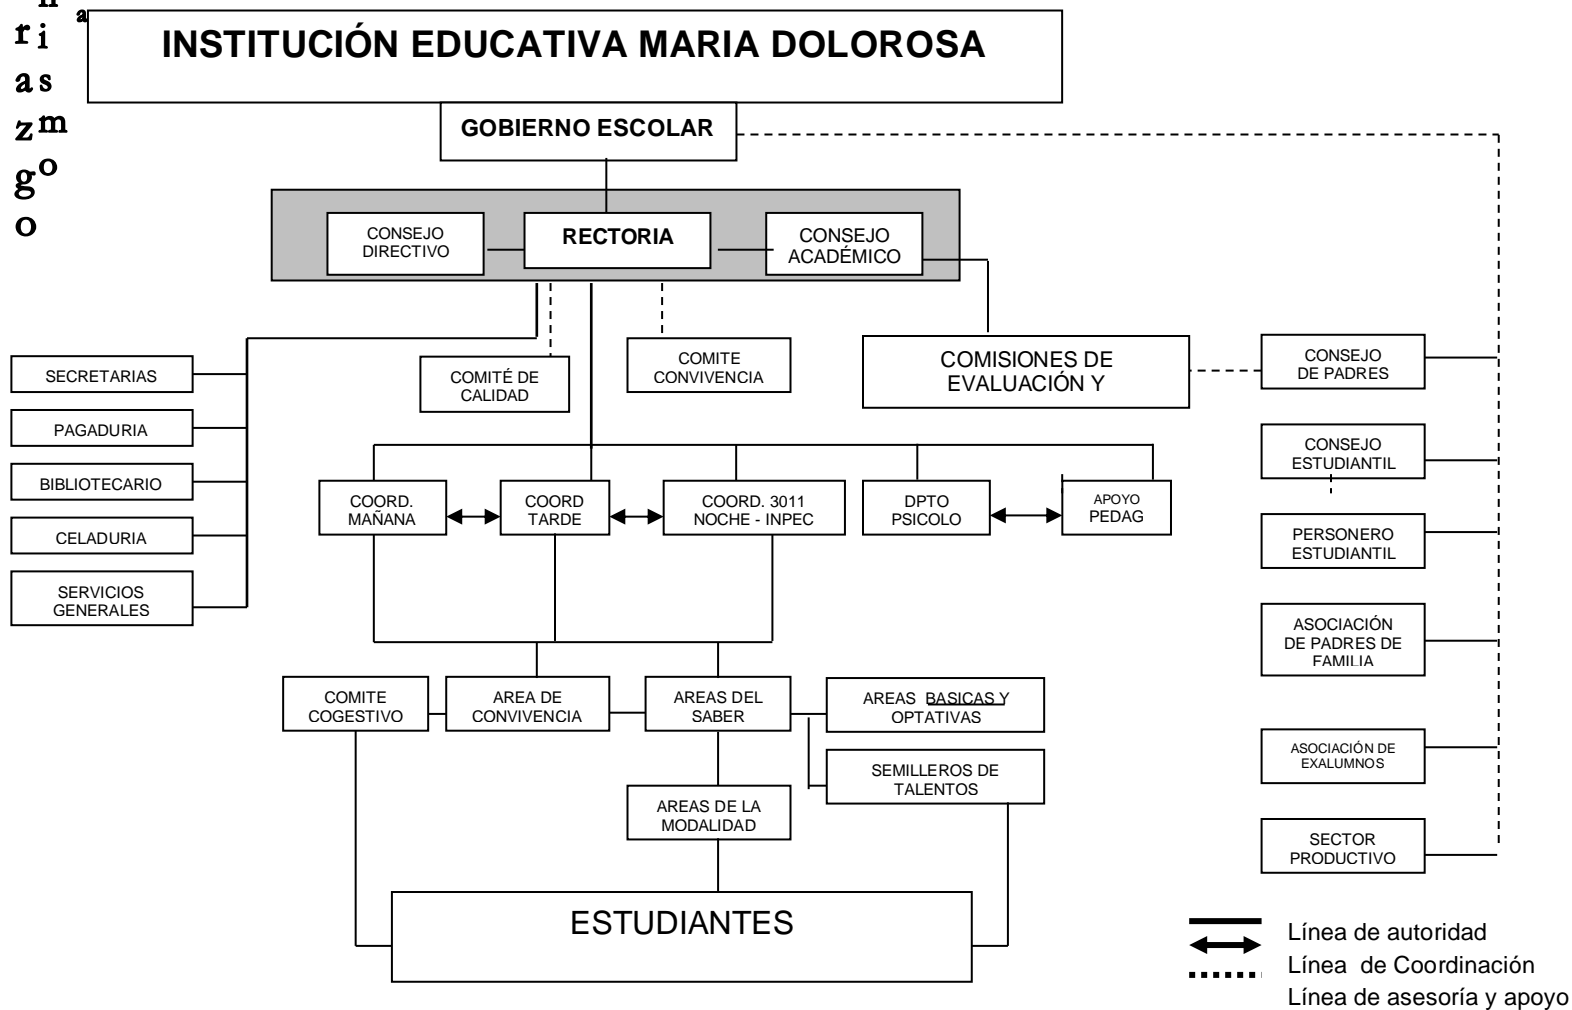 n
a
ri
as
zm
go
o
INSTITUCIÓN EDUCATIVA MARIA DOLOROSA
GOBIERNO ESCOLAR
CONSEJO
DIRECTIVO
RECTORIA
CONSEJO
ACADÉMICO
SECRETARIAS
PAGADURIA
BIBLIOTECARIO
CELADURIA
SERVICIOS
GENERALES
COMITÉ DE
CALIDAD
COMITE
CONVIVENCIA
COMISIONES DE
EVALUACIÓN Y
CONSEJO
DE PADRES
CONSEJO
ESTUDIANTIL
PERSONERO
ESTUDIANTIL
ASOCIACIÓN
DE PADRES DE
FAMILIA
ASOCIACIÓN DE
EXALUMNOS
SECTOR
PRODUCTIVO
COORD.
MAÑANA
COORD
TARDE
COORD. 3011
NOCHE - INPEC
DPTO
PSICOLO
APOYO
PEDAG
COMITE
COGESTIVO
AREA DE
CONVIVENCIA
AREAS DEL
SABER
AREAS BASICAS Y
OPTATIVAS
SEMILLEROS DE
TALENTOS
AREAS DE LA
MODALIDAD
ESTUDIANTES
Línea de autoridad
Línea de Coordinación
Línea de asesoría y apoyo